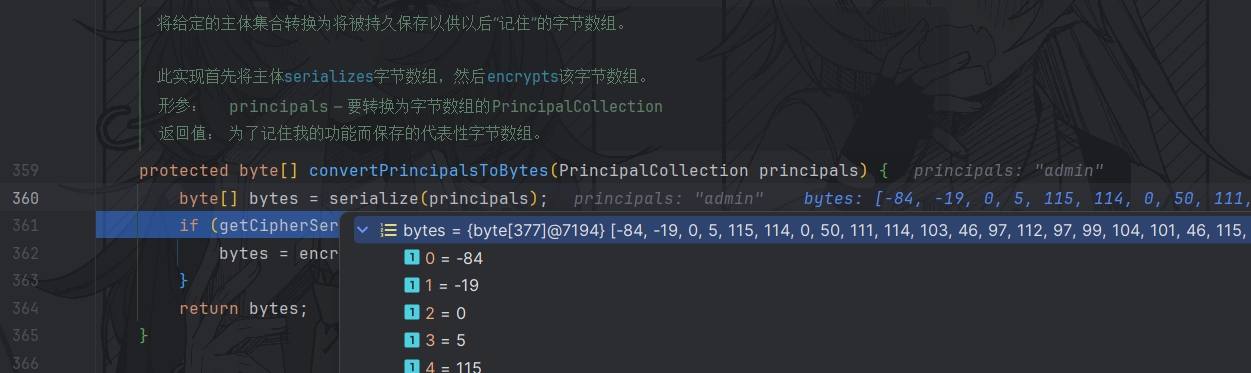 将给定的主体集合转换为将被持久保存以供以后“记住”的字节数组。
此实现首先将主体serializes字节数组，然后encrypts该字节数组。
形参： principals – 要转换为字节数组的PrincipalCollection
返回值： 为了记住我的功能而保存的代表性字节数组。
359 protected byte[] convertPrincipalsToBytes(PrincipalCollection principals) { principals: "admin"
360 byte[] bytes = serialize(principals); principals: "admin" bytes: [-84, -19, 0, 5, 115, 114, 0, 50, 111,
361 if (getCipherSer
bytes = {byte[377]@7194} [-84, -19, 0, 5, 115, 114, 0, 50, 111, 114, 103, 46, 97, 112, 97, 99, 104, 101, 46, 115,
0 = -84
362 bytes = encr
1 = -19
363 }
2 = 0
364 return bytes;
3 = 5
365 }
4 = 115
366